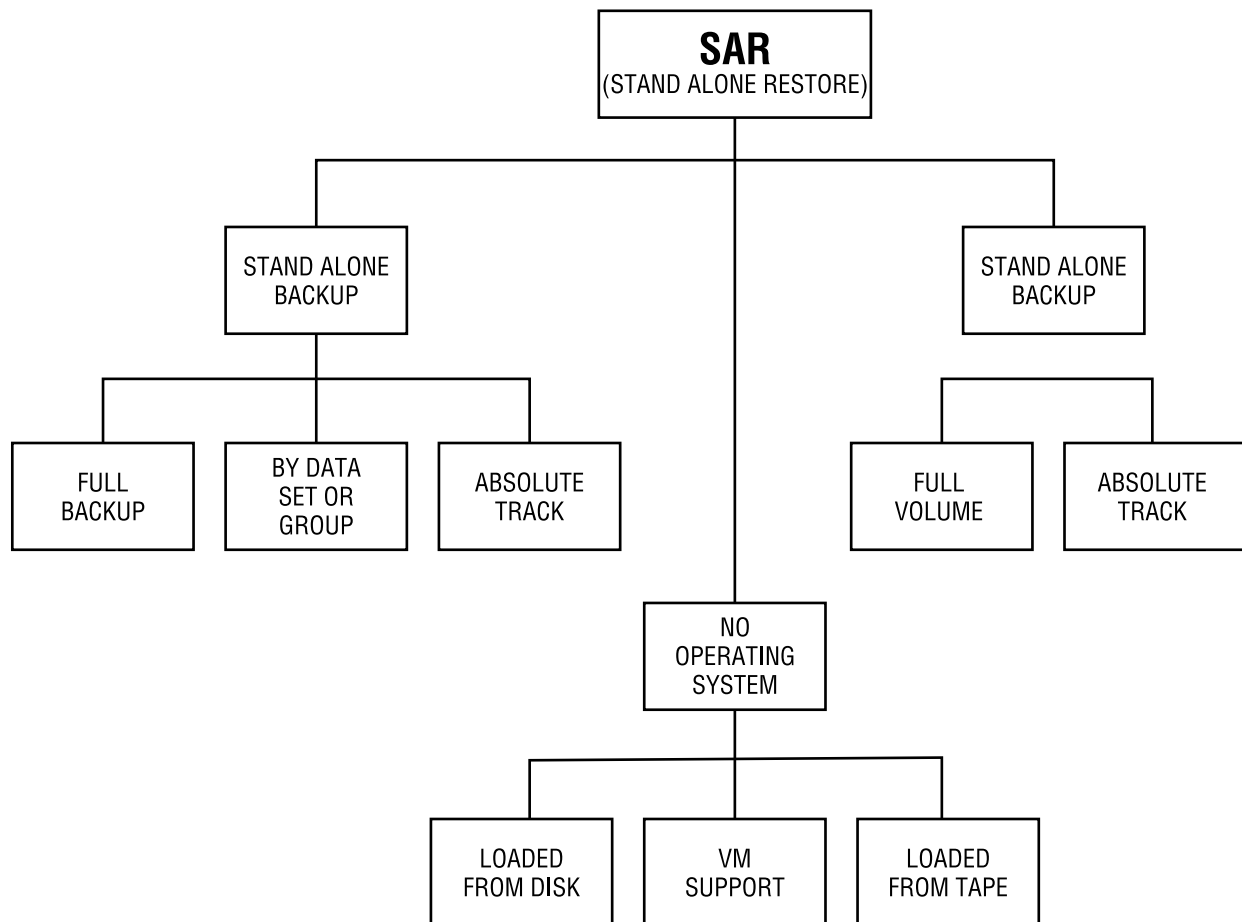 SAR
(STAND ALONE RESTORE)
STAND ALONE
BACKUP
STAND ALONE
BACKUP
FULL
BACKUP
BY DATA
SET OR
GROUP
ABSOLUTE
TRACK
FULL
VOLUME
ABSOLUTE
TRACK
NO
OPERATING
SYSTEM
LOADED
FROM DISK
VM
SUPPORT
LOADED
FROM TAPE